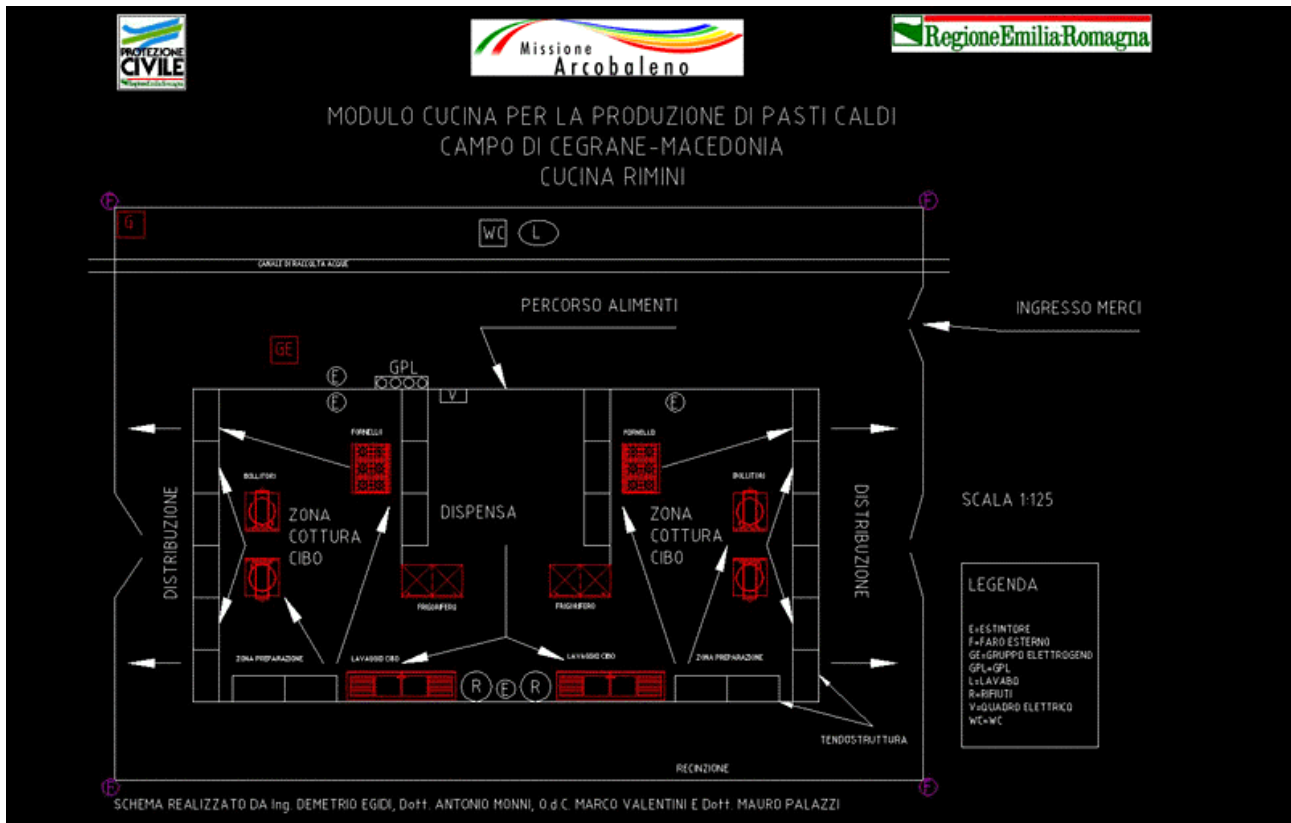 PROTEZIONE
CIVILE
RegioneEmiliaRomagna
Missione
Arcobaleno
RegioneEmilia-Romagna
MODULO CUCINA PER LA PRODUZIONE DI PASTI CALDI
CAMPO DI CEGRANE-MACEDONIA
CUCINA RIMINI
F
F
G
WC
L
CANALE DI RACCOLTA ACQUE
PERCORSO ALIMENTI
INGRESSO MERCI
GE
GPL
E
E
V
E
FORNELLO
FORNELLO
BOLLITORI
BOLLITORI
DISTRIBUZIONE
ZONA
COTTURA
CIBO
DISPENSA
ZONA
COTTURA
CIBO
DISTRIBUZIONE
SCALA 1:125
FRIGORIFERO
FRIGORIFERO
ZONA PREPARAZIONE
LAVAGGIO CIBO
LAVAGGIO CIBO
ZONA PREPARAZIONE
R
E
R
LEGENDA
E=ESTINTORE
F=FARO ESTERNO
GE=GRUPPO ELETTROGENO
GPL=GPL
L=LAVABO
R=RIFIUTI
V=QUADRO ELETTRICO
WC=WC
TENDOSTRUTTURA
RECINZIONE
F
F
SCHEMA REALIZZATO DA Ing. DEMETRIO EGIDI, Dott. ANTONIO MONNI, O.d.C. MARCO VALENTINI E Dott. MAURO PALAZZI